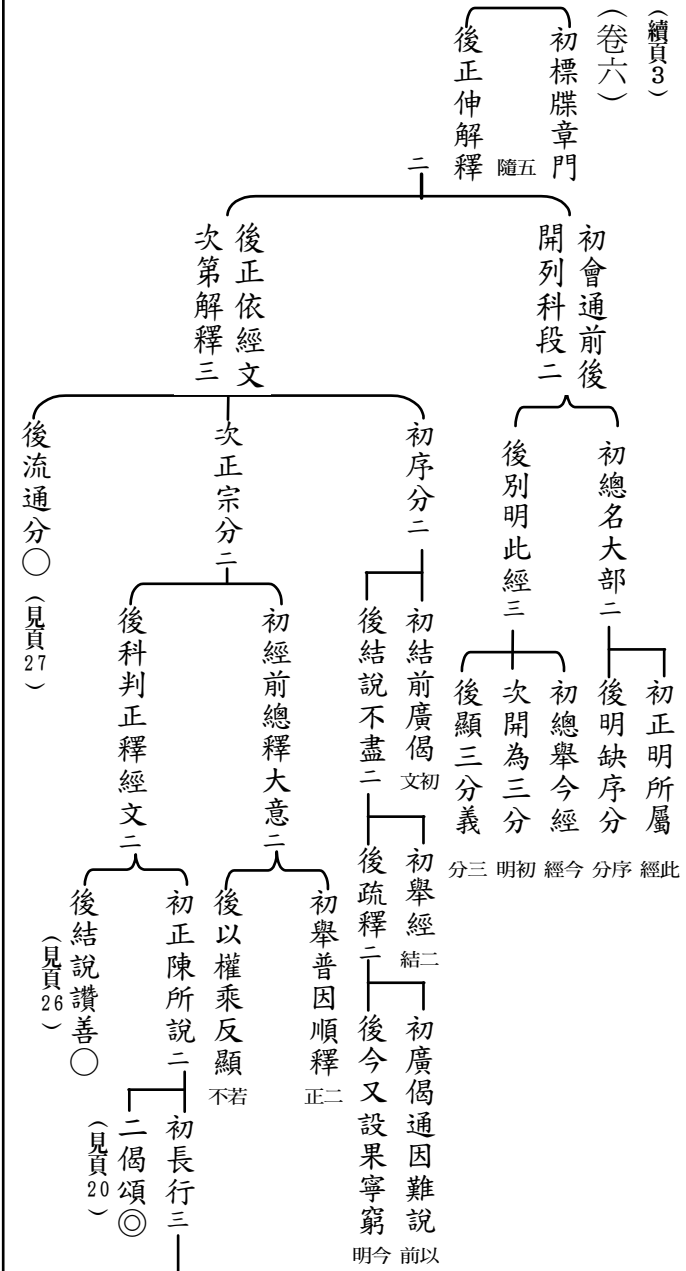 （續頁3）
（卷六）
初標牒章門 隨五
後正伸解釋 二
初會通前後開列科段 二
初總名大部 二
初正明所屬 此經
後明缺序分 序分
後別明此經 三
初總舉今經 今經
次開為三分 初明
後顯三分義 三分
後正依經文次第解釋 三
初序分 二
初結前廣偈 初文
後結說不盡 二
初舉經 二結
後疏釋 二
初廣偈通因難說 以前
後今又設果寧窮 今明
次正宗分 二
初經前總釋大意 二
初舉普因順釋 二正
後以權乘反顯 若不
後科判正釋經文 二
初正陳所說 二
初長行 三
二偈頌◎（見頁20）
後結說讚善○（見頁26）
後流通分○（見頁27）